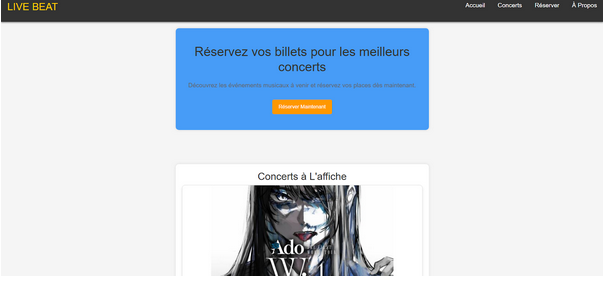 LIVE BEAT
Accueil Concerts Réserver À Propos
Réservez vos billets pour les meilleurs
concerts
Découvrez les événements musicaux à venir et réservez vos places dès maintenant.
Réserver Maintenant
Concerts à L'affiche
Ado